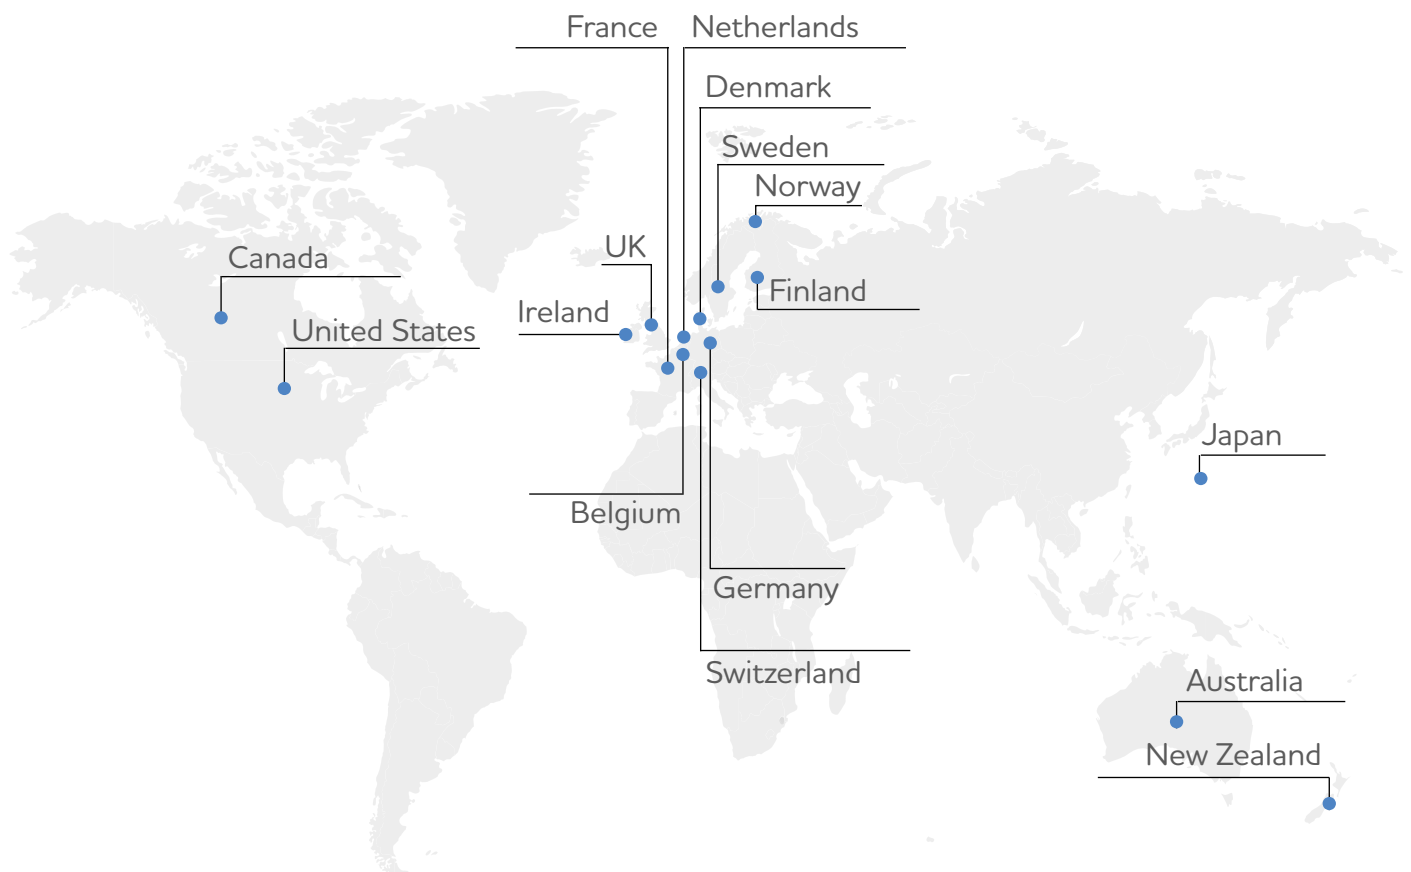 France
Netherlands
Denmark
Sweden
Norway
UK
Canada
Finland
Ireland
United States
Japan
Belgium
Germany
Switzerland
Australia
New Zealand